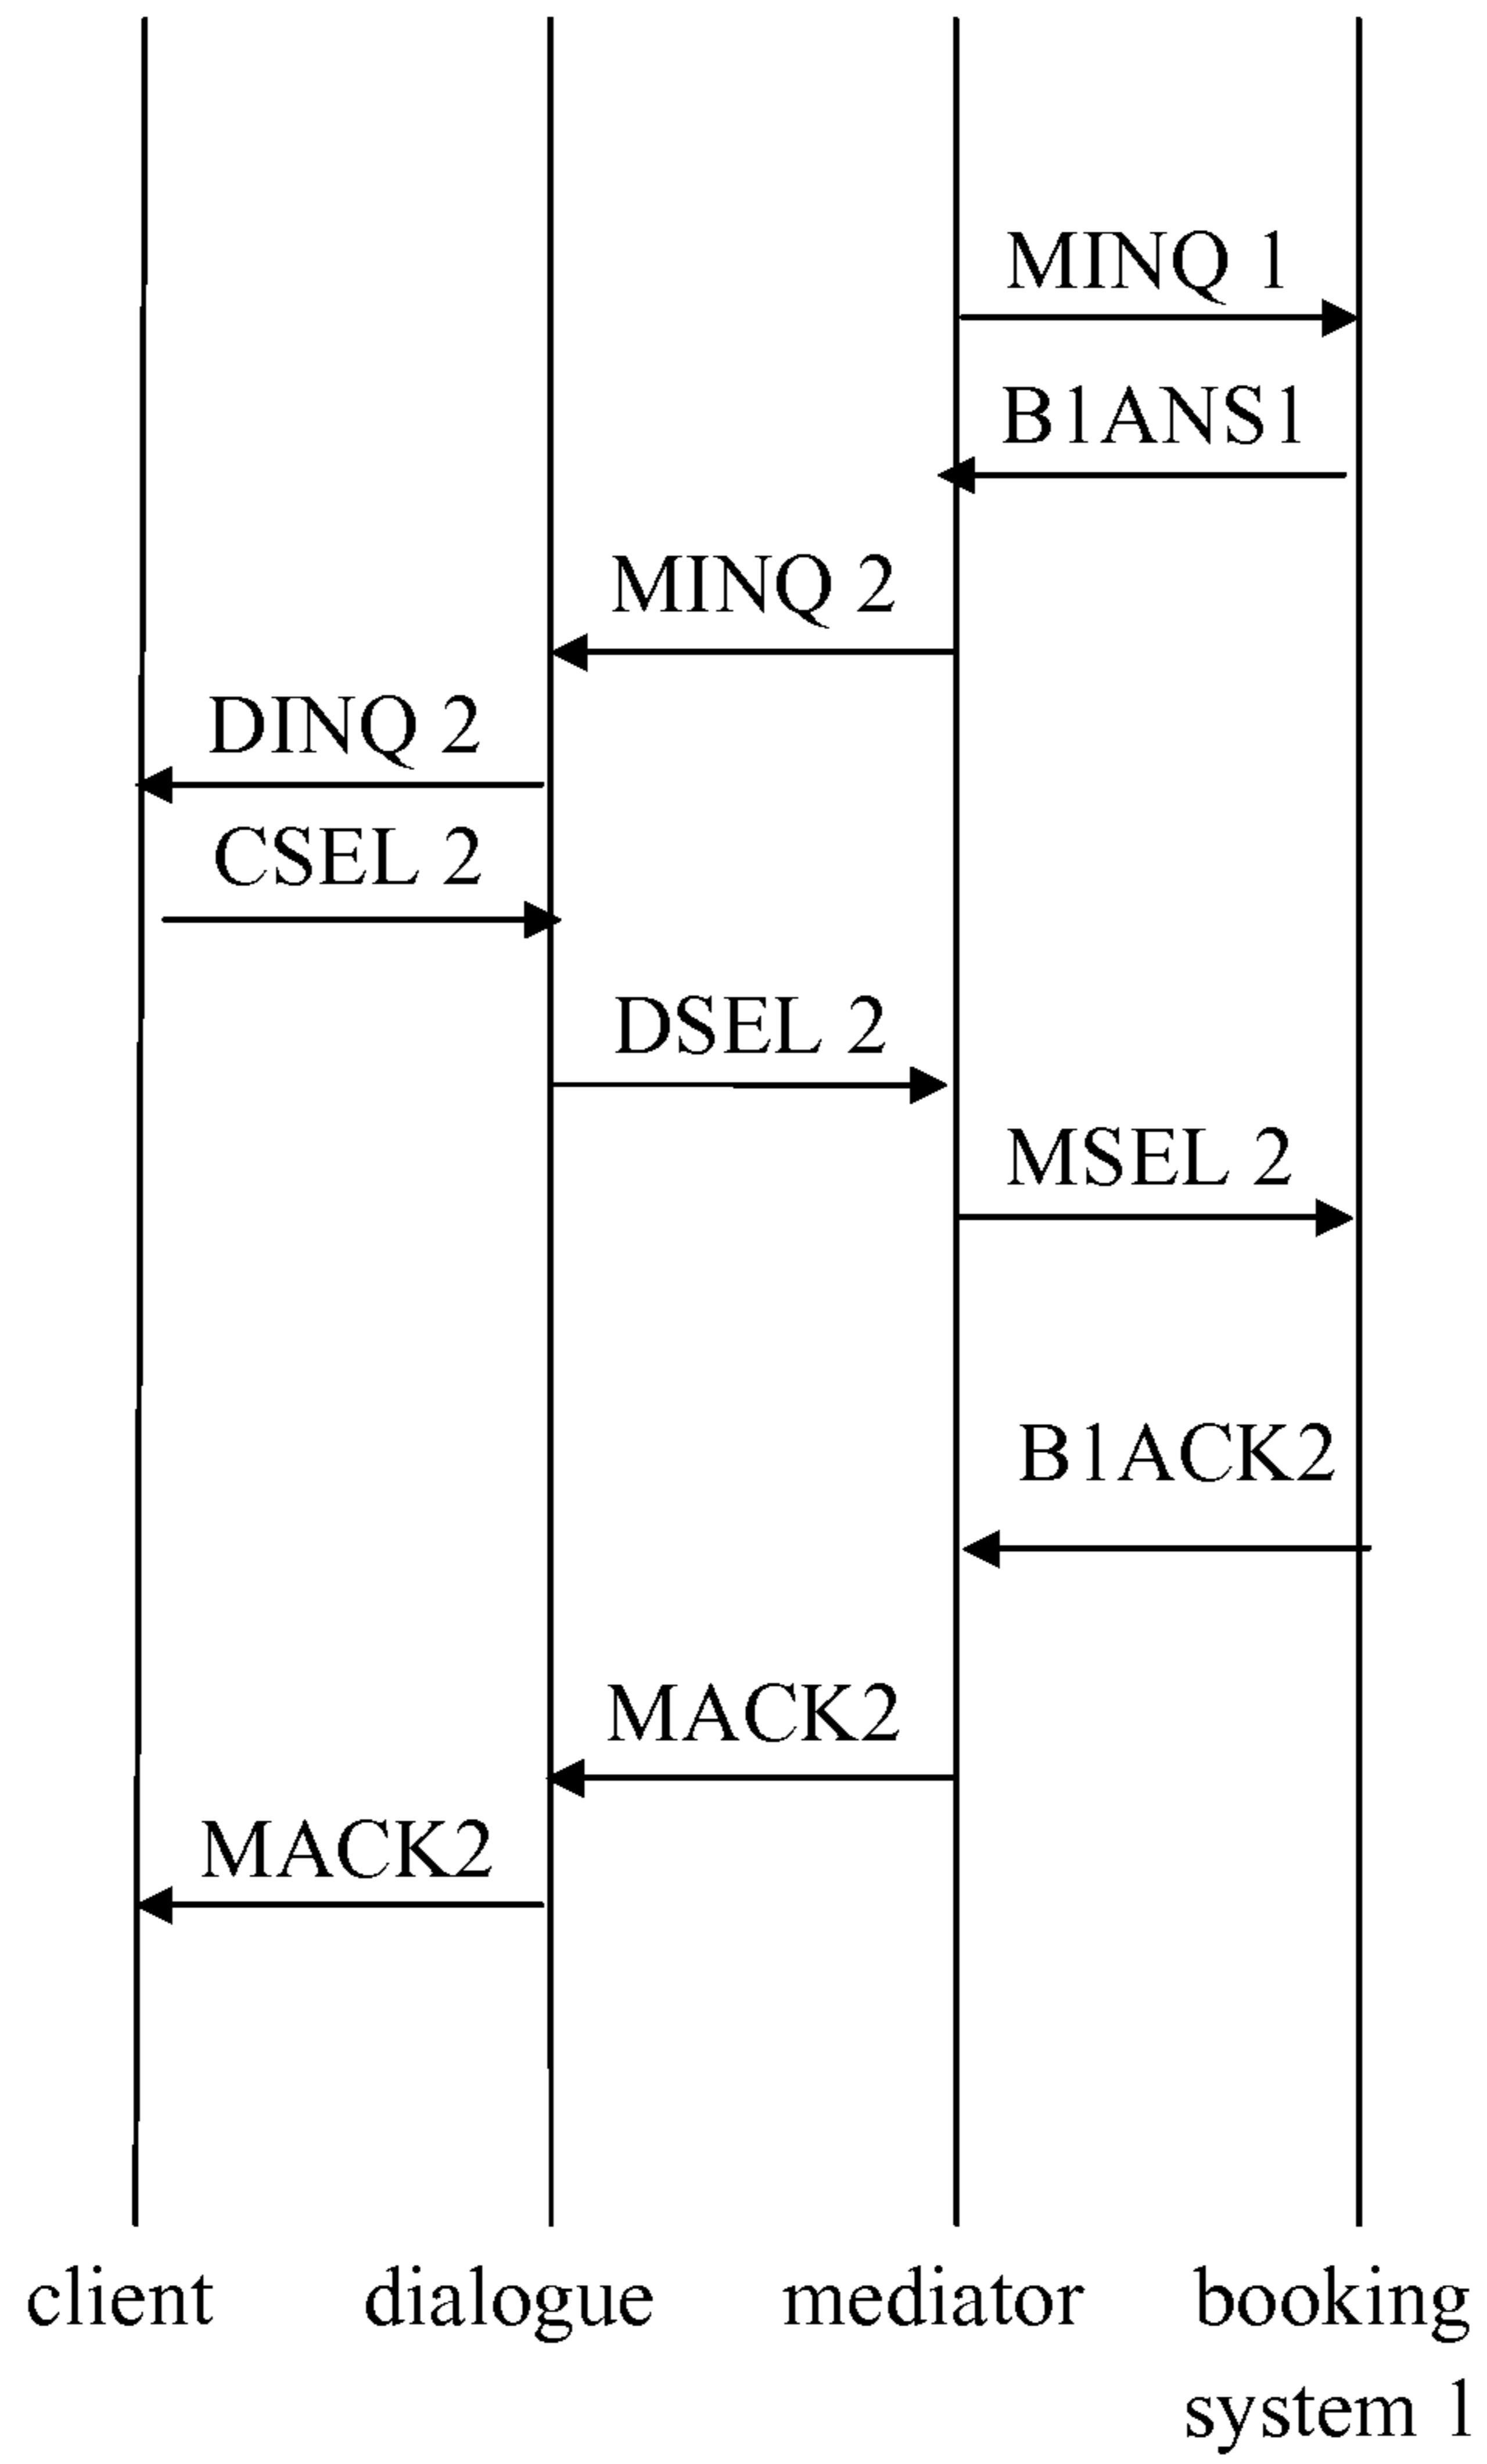 MINQ 1
B1ANS1
MINQ 2
DINQ 2
CSEL 2
DSEL 2
MSEL 2
B1ACK2
MACK2
MACK2
client dialogue mediator booking
system 1